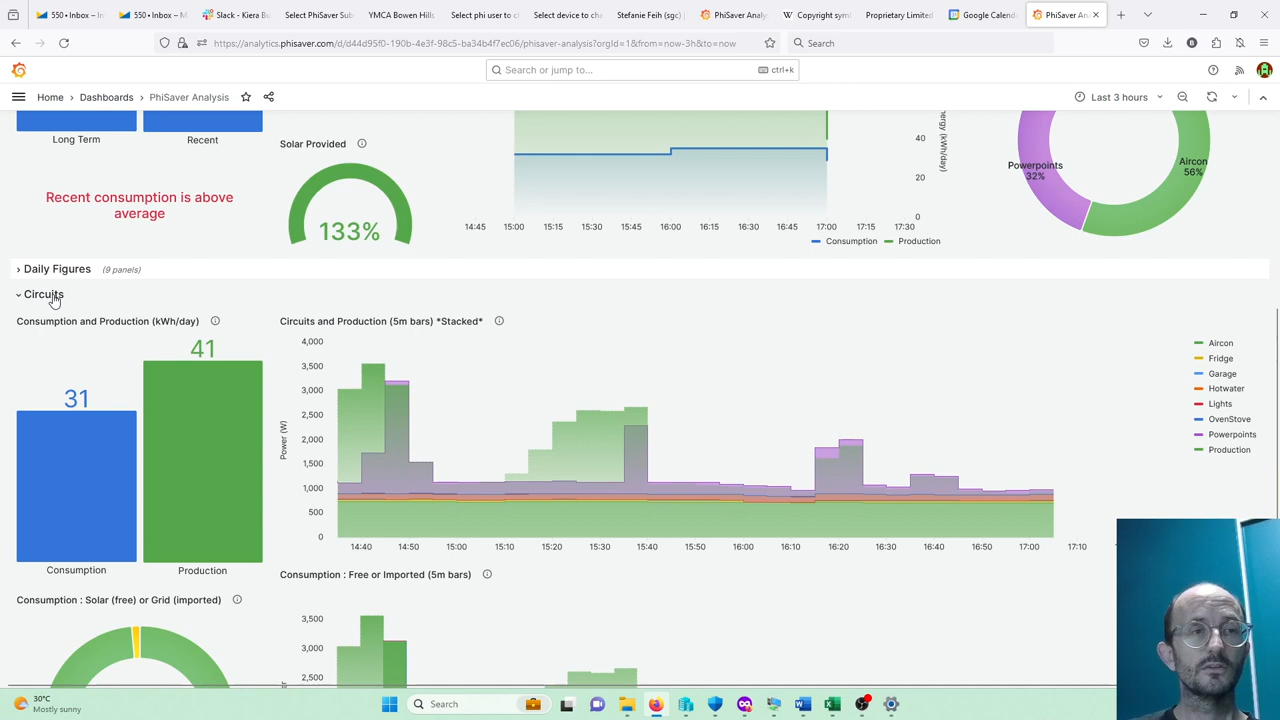 550 • Inbox – I
550 • Inbox — M
Slack - Kiera Bu
Select PhiSaver Sub
YMCA Bowen Hills
Select phi user to c
Select device to cha
Stefanie Feih (sgc) |
PhiSaver Analy
Copyright symb
Proprietary Limited
Google Calenda
PhiSaver An
https://analytics.phisaver.com/d/d44d95f0-190b-4e3f-98c5-ba34b4f7ec06/phisaver-analysis?orgId=1&from=now-3h&to=now
Search
Search or jump to...
ctrl+k
Home › Dashboards › PhiSaver Analysis
Last 3 hours
Long Term
Recent
Recent consumption is above
average
Solar Provided
133%
40
20
0
nergy (kWh/day)
14:45 15:00 15:15 15:30 15:45 16:00 16:15 16:30 16:45 17:00 17:15 17:30
Consumption Production
Powerpoints
32%
Aircon
56%
Daily Figures (9 panels)
Circuits
Consumption and Production (kWh/day)
31
41
Consumption
Production
Circuits and Production (5m bars) *Stacked*
Power (W)
4,000
3,500
3,000
2,500
2,000
1,500
1,000
500
0
14:40 14:50 15:00 15:10 15:20 15:30 15:40 15:50 16:00 16:10 16:20 16:30 16:40 16:50 17:00 17:10
Aircon
Fridge
Garage
Hotwater
Lights
OvenStove
Powerpoints
Production
Consumption : Solar (free) or Grid (imported)
Consumption : Free or Imported (5m bars)
3,500
3,000
2,500
30°C
Mostly sunny
Search